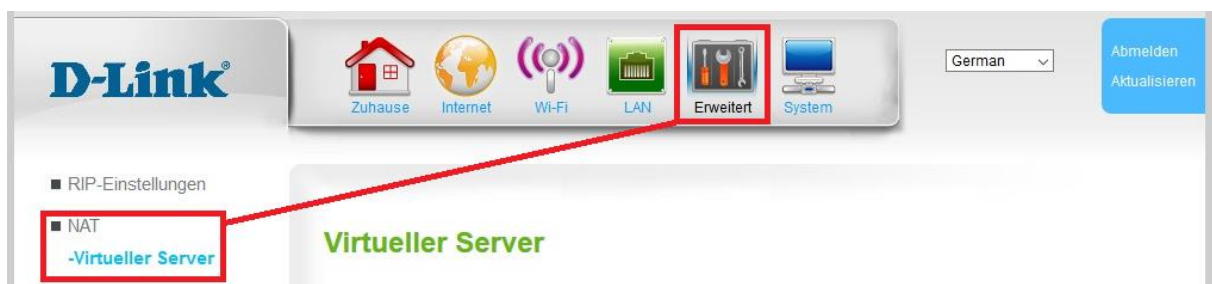 D-Link®
Zuhause
Internet
Wi-Fi
LAN
Erweitert
System
German
Abmelden
Aktualisieren
RIP-Einstellungen
NAT
-Virtueller Server
Virtueller Server